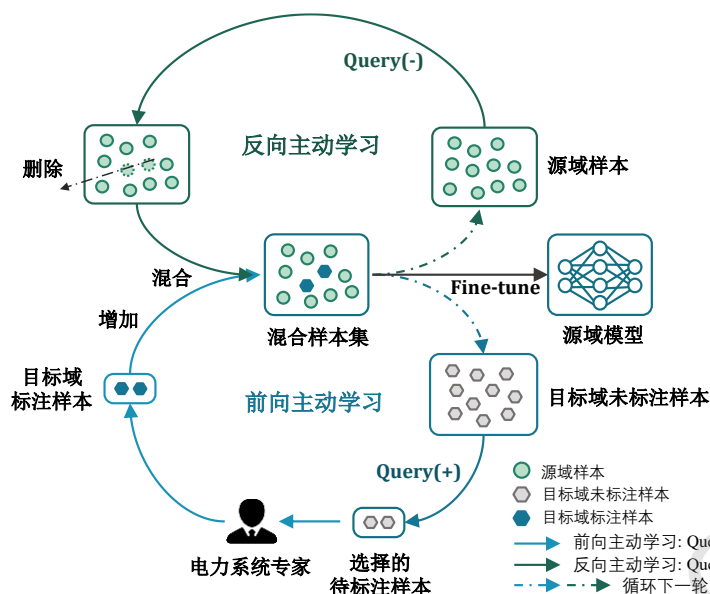 Query(-)
反向主动学习
删除
源域样本
混合
Fine-tune
增加
混合样本集
源域模型
目标域
标注样本
前向主动学习
目标域未标注样本
Query(+)
电力系统专家
选择的
待标注样本
源域样本
目标域未标注样本
目标域标注样本
前向主动学习: Que
反向主动学习: Que
循环下一轮